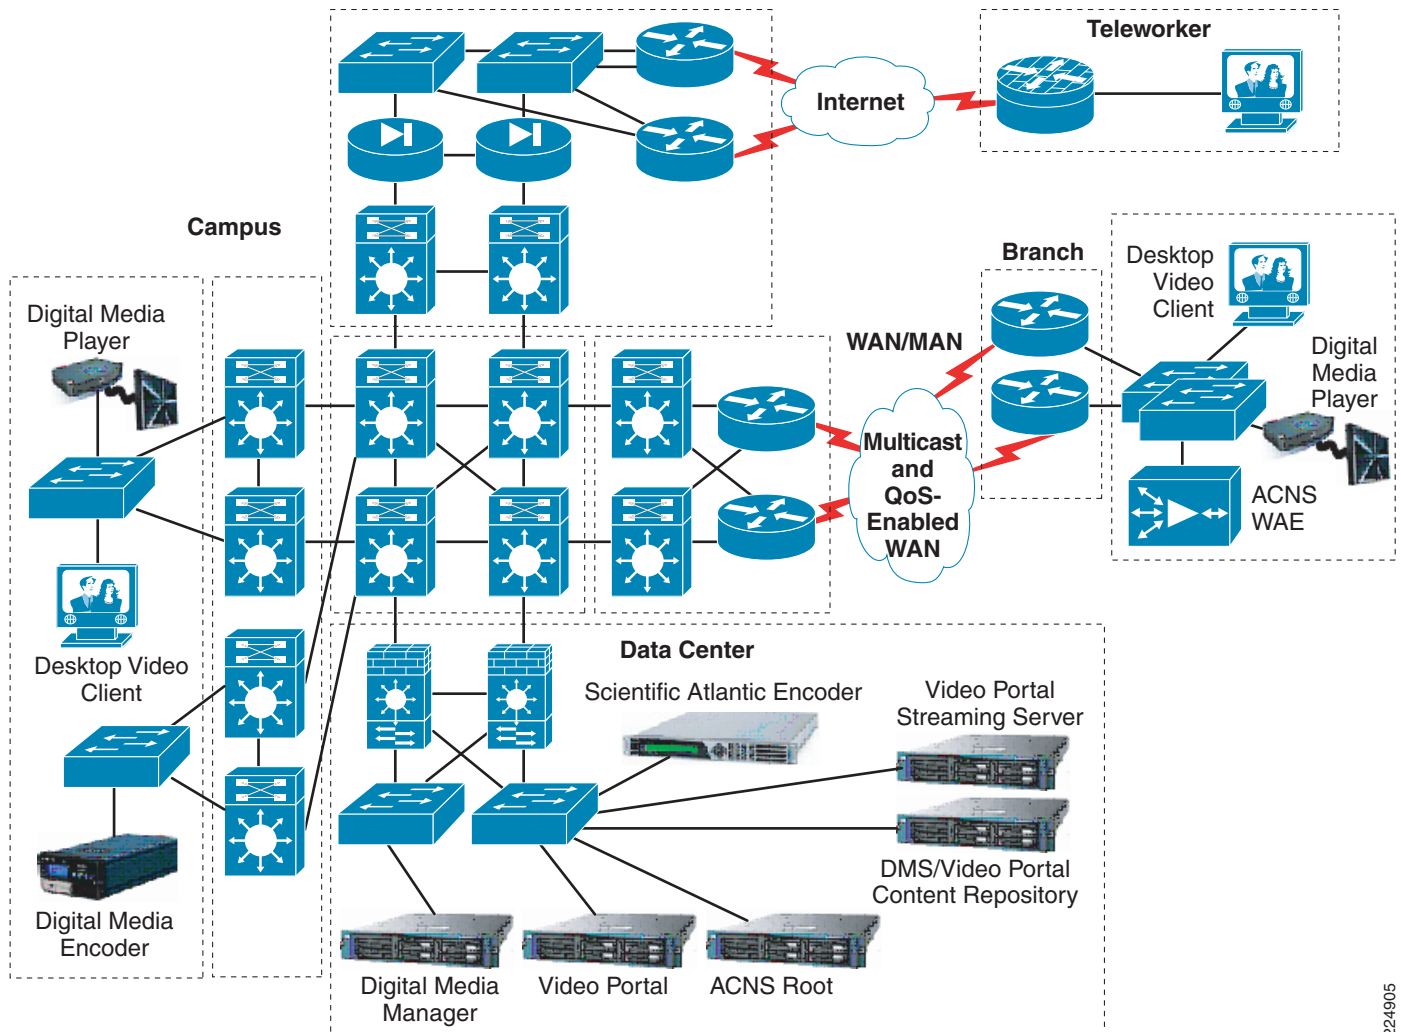 Teleworker
Internet
Campus
Branch
Desktop
Video
Client
Digital Media
Player
WAN/MAN
Digital
Media
Player
Multicast
and
QoS-
Enabled
WAN
ACNS
WAE
Desktop Video
Client
Data Center
Scientific Atlantic Encoder
Video Portal
Streaming Server
DMS/Video Portal
Content Repository
Digital Media
Encoder
Digital Media
Manager
Video Portal
ACNS Root
224905